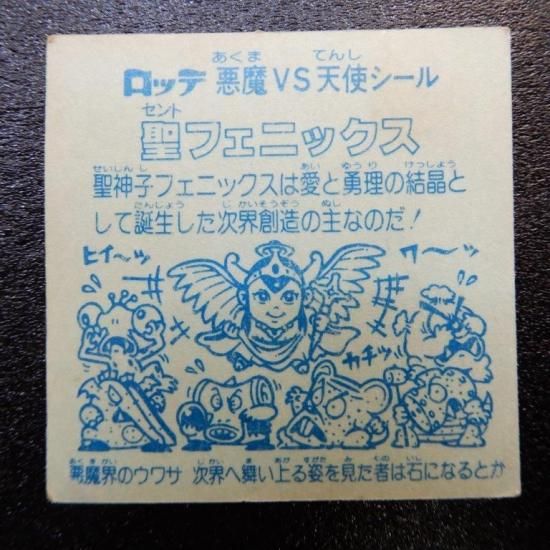 ロッテ 悪魔VS天使シール
聖フェニックス
聖神子フェニックスは愛と勇理の結晶と
して誕生した次界創造の主なのだ!
ヒイ〜ッ
ワ〜〜ッ
カチッ
悪魔界のウワサ 次界へ舞い上る姿を見た者は石になるとか